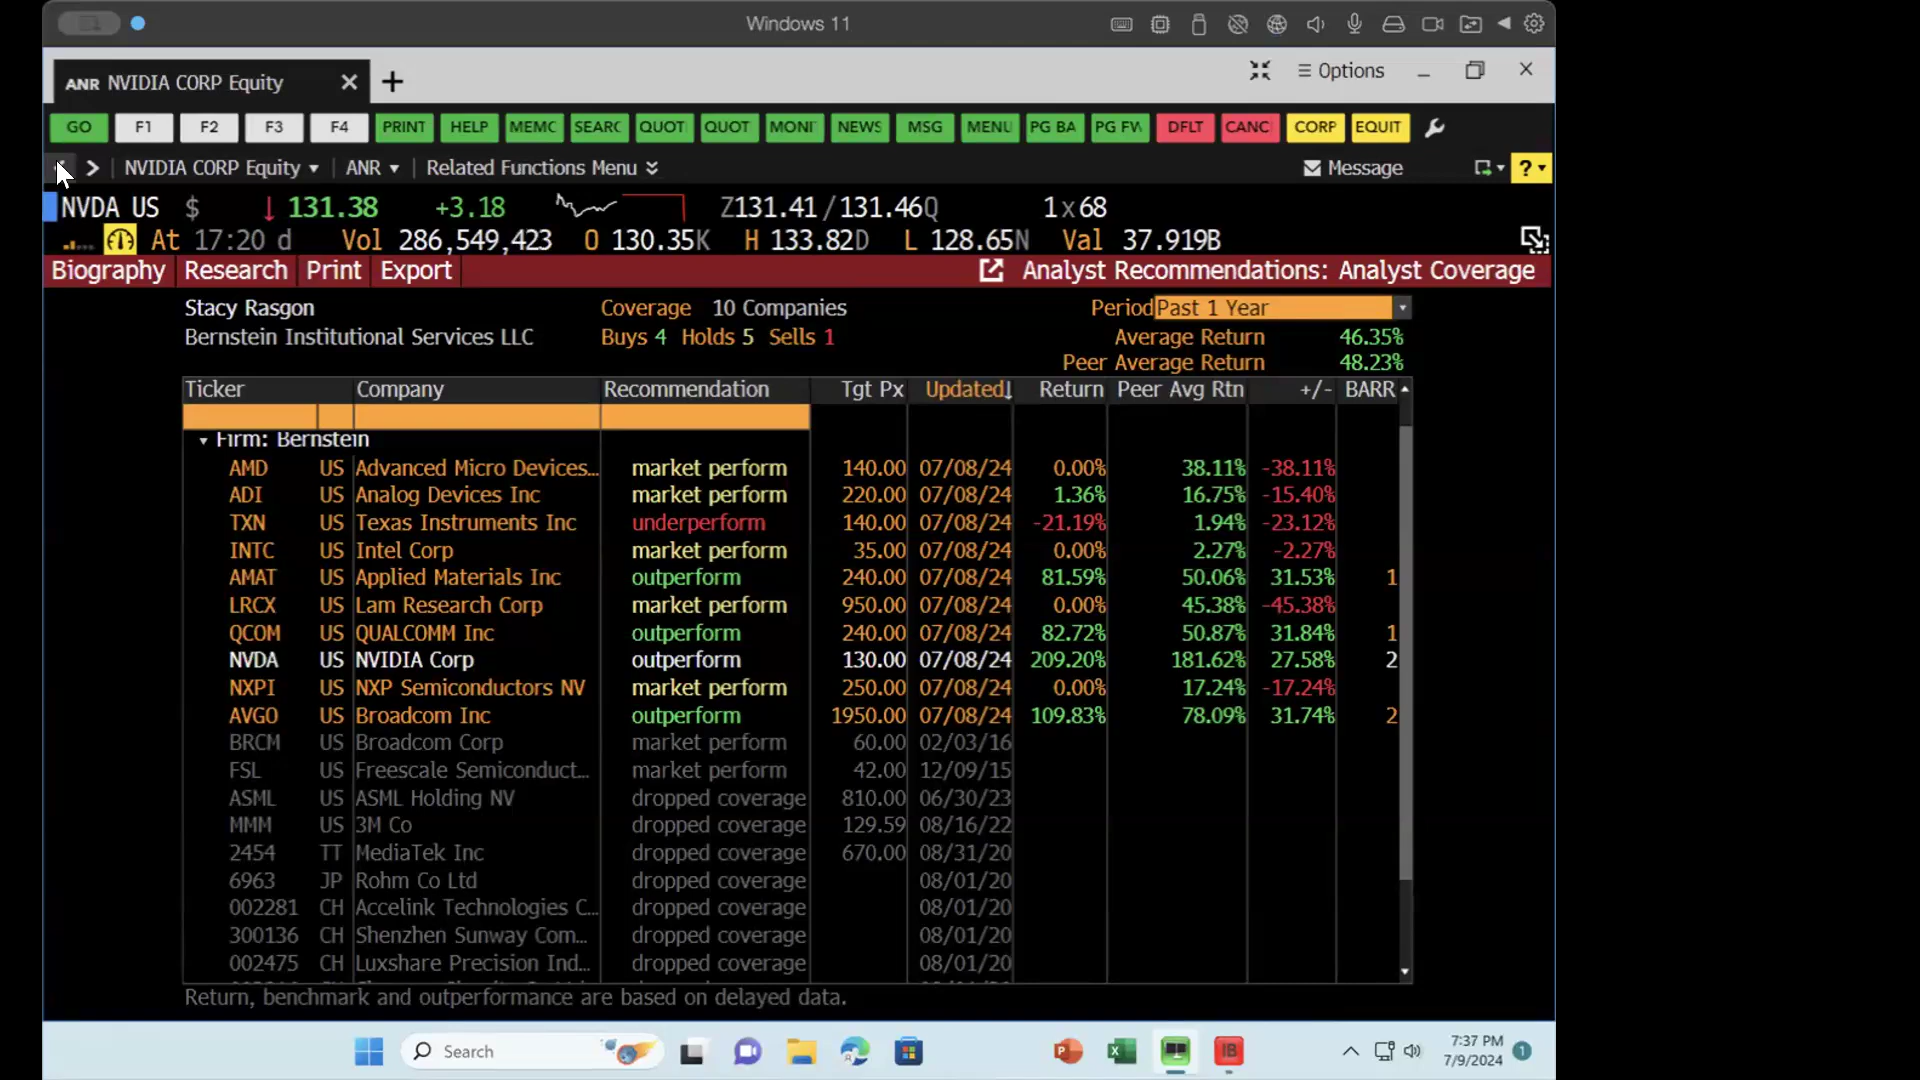 Windows 11
ANR NVIDIA CORP Equity
Options
GO F1 F2 F3 F4 PRINT HELP MEMC SEARC QUOT QUOT MONI NEWS MSG MENU PG BA PG FW DFLT CANC CORP EQUIT
NVIDIA CORP Equity ANR Related Functions Menu Message ?
NVDA US $ ↓ 131.38 +3.18 Z131.41/131.46Q 1x68
At 17:20 d Vol 286,549,423 O 130.35K H 133.82D L 128.65N Val 37.919B
Biography Research Print Export Analyst Recommendations: Analyst Coverage
Stacy Rasgon Coverage 10 Companies Period Past 1 Year
Bernstein Institutional Services LLC Buys 4 Holds 5 Sells 1 Average Return 46.35%
Peer Average Return 48.23%
Ticker Company Recommendation Tgt Px Updated↓ Return Peer Avg Rtn +/- BARR
Firm: Bernstein
AMD US Advanced Micro Devices... market perform 140.00 07/08/24 0.00% 38.11% -38.11%
ADI US Analog Devices Inc market perform 220.00 07/08/24 1.36% 16.75% -15.40%
TXN US Texas Instruments Inc underperform 140.00 07/08/24 -21.19% 1.94% -23.12%
INTC US Intel Corp market perform 35.00 07/08/24 0.00% 2.27% -2.27%
AMAT US Applied Materials Inc outperform 240.00 07/08/24 81.59% 50.06% 31.53% 1
LRCX US Lam Research Corp market perform 950.00 07/08/24 0.00% 45.38% -45.38%
QCOM US QUALCOMM Inc outperform 240.00 07/08/24 82.72% 50.87% 31.84% 1
NVDA US NVIDIA Corp outperform 130.00 07/08/24 209.20% 181.62% 27.58% 2
NXPI US NXP Semiconductors NV market perform 250.00 07/08/24 0.00% 17.24% -17.24%
AVGO US Broadcom Inc outperform 1950.00 07/08/24 109.83% 78.09% 31.74% 2
BRCM US Broadcom Corp market perform 60.00 02/03/16
FSL US Freescale Semiconduct... market perform 42.00 12/09/15
ASML US ASML Holding NV dropped coverage 810.00 06/30/23
MMM US 3M Co dropped coverage 129.59 08/16/22
2454 TT MediaTek Inc dropped coverage 670.00 08/31/20
6963 JP Rohm Co Ltd dropped coverage 08/01/20
002281 CH Accelink Technologies C... dropped coverage 08/01/20
300136 CH Shenzhen Sunway Com... dropped coverage 08/01/20
002475 CH Luxshare Precision Ind... dropped coverage 08/01/20
Return, benchmark and outperformance are based on delayed data.
Search
IB
7:37 PM
7/9/2024 1